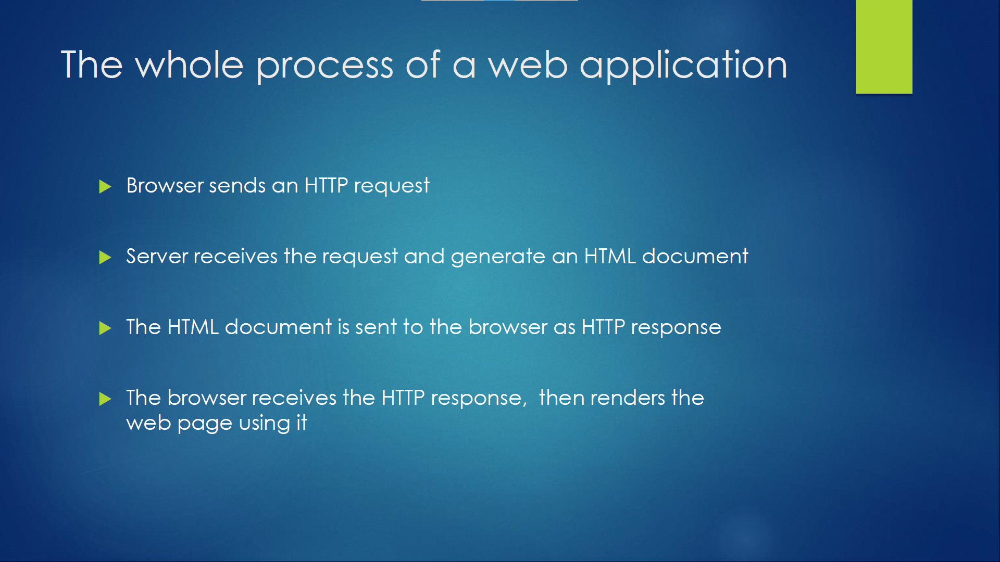 The whole process of a web application
Browser sends an HTTP request
Server receives the request and generate an HTML document
The HTML document is sent to the browser as HTTP response
The browser receives the HTTP response,  then renders the
web page using it